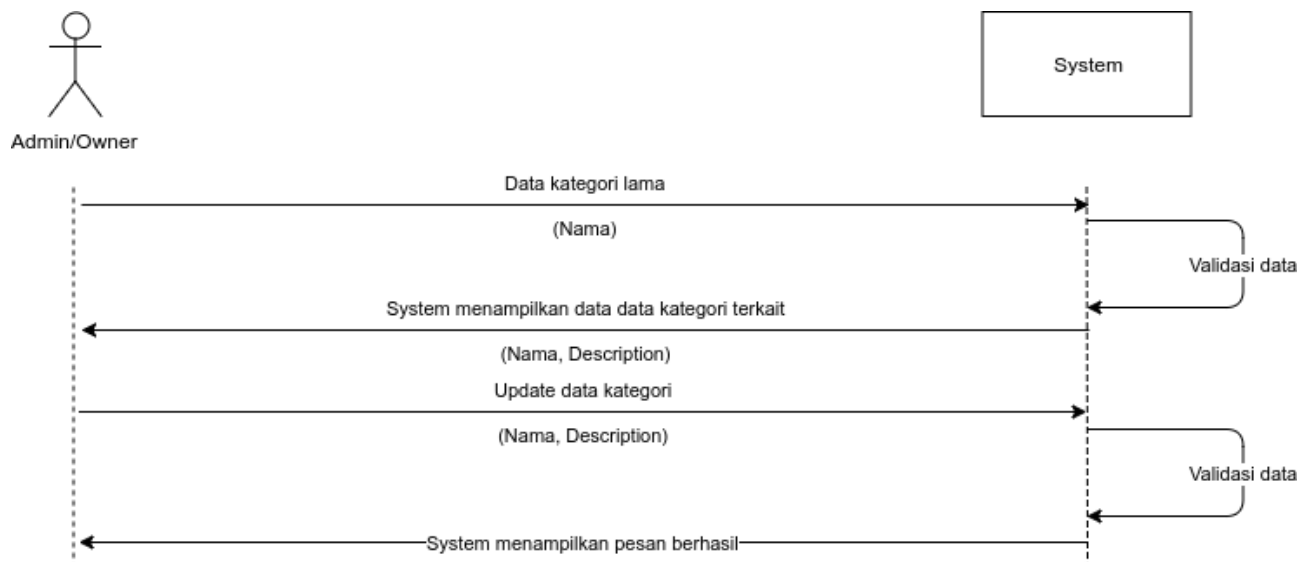 System
Admin/Owner
Data kategori lama
(Nama)
Validasi data
System menampilkan data data kategori terkait
(Nama, Description)
Update data kategori
(Nama, Description)
Validasi data
System menampilkan pesan berhasil